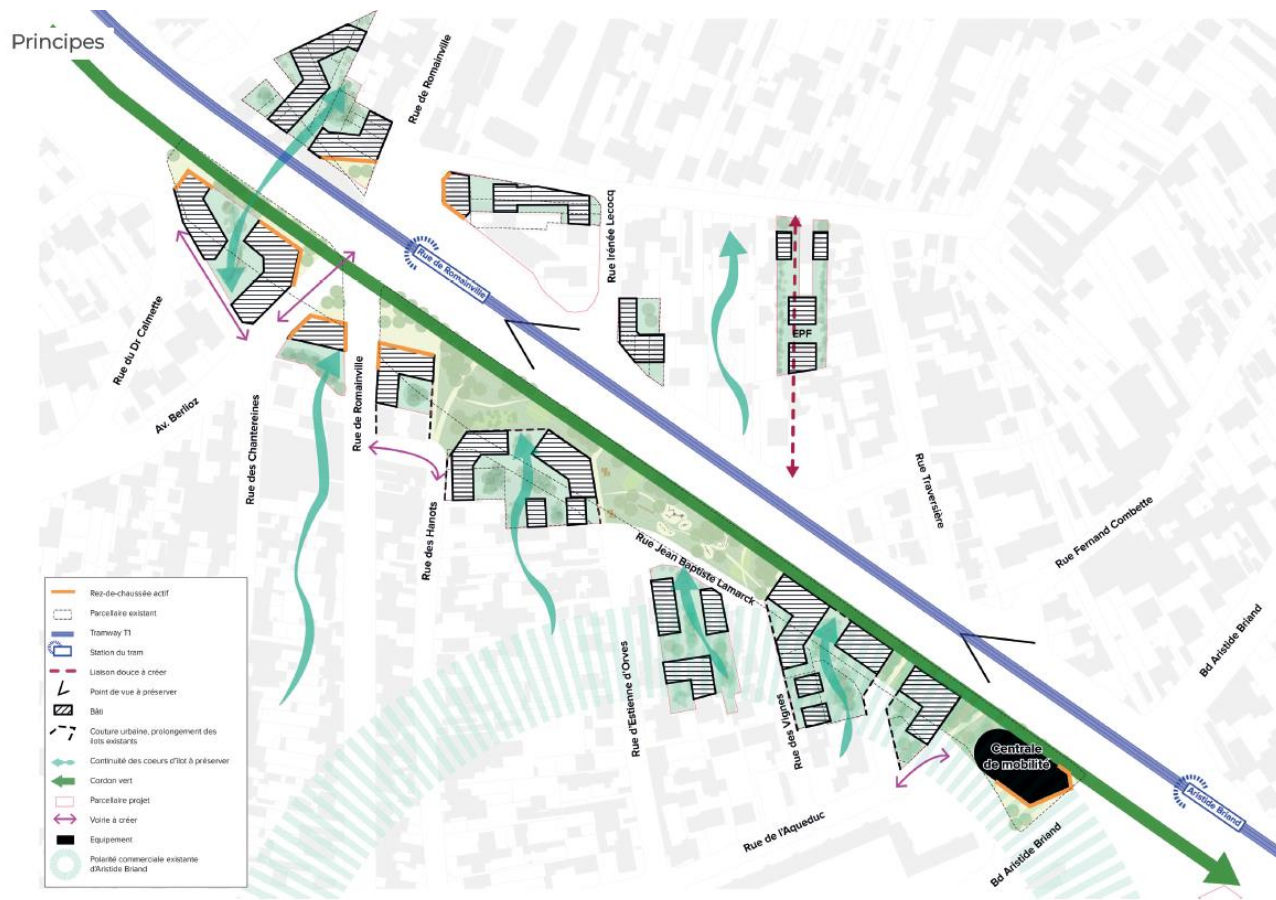 Principes
Rue de Romainville
Rue Irénée Lecocq
Rue de Romainville
EPF
Rue du Dr Calmette
Av. Berlioz
Rue des Chantereines
Rue de Romainville
Rue des Hanots
Rue Traversière
Rue Fernand Combette
Rue Jean Baptiste Lamarck
Bd Aristide Briand
Rue d'Estienne d'Orves
Rue des Vignes
Centrale
de mobilité
Aristide Briand
Rue de l'Aqueduc
Bd Aristide Briand
Rez-de-chaussée actif
Parcellaire existant
Tramway T1
Station du tram
Liaison douce à créer
Point de vue à préserver
Bâti
Couture urbaine, prolongement des
ilots existants
Continuité des coeurs d'îlot à préserver
Cordon vert
Parcellaire projet
Voirie à créer
Equipement
Polarité commerciale existante
d'Aristide Briand